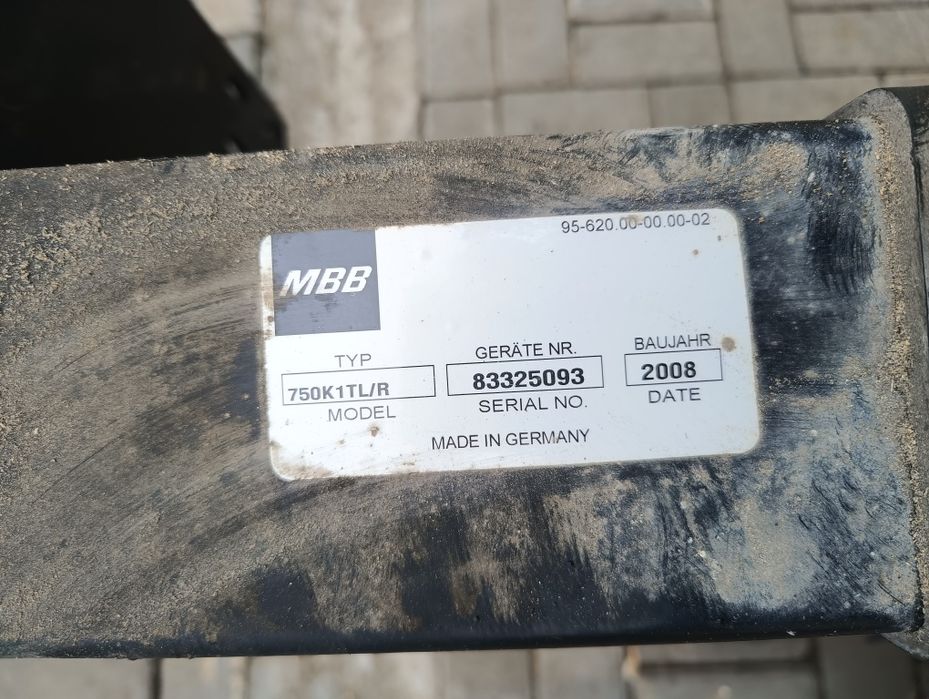 95-620.00-00.00-02
MBB
TYP
750K1TL/R
MODEL
GERÄTE NR.
83325093
SERIAL NO.
BAUJAHR
2008
DATE
MADE IN GERMANY